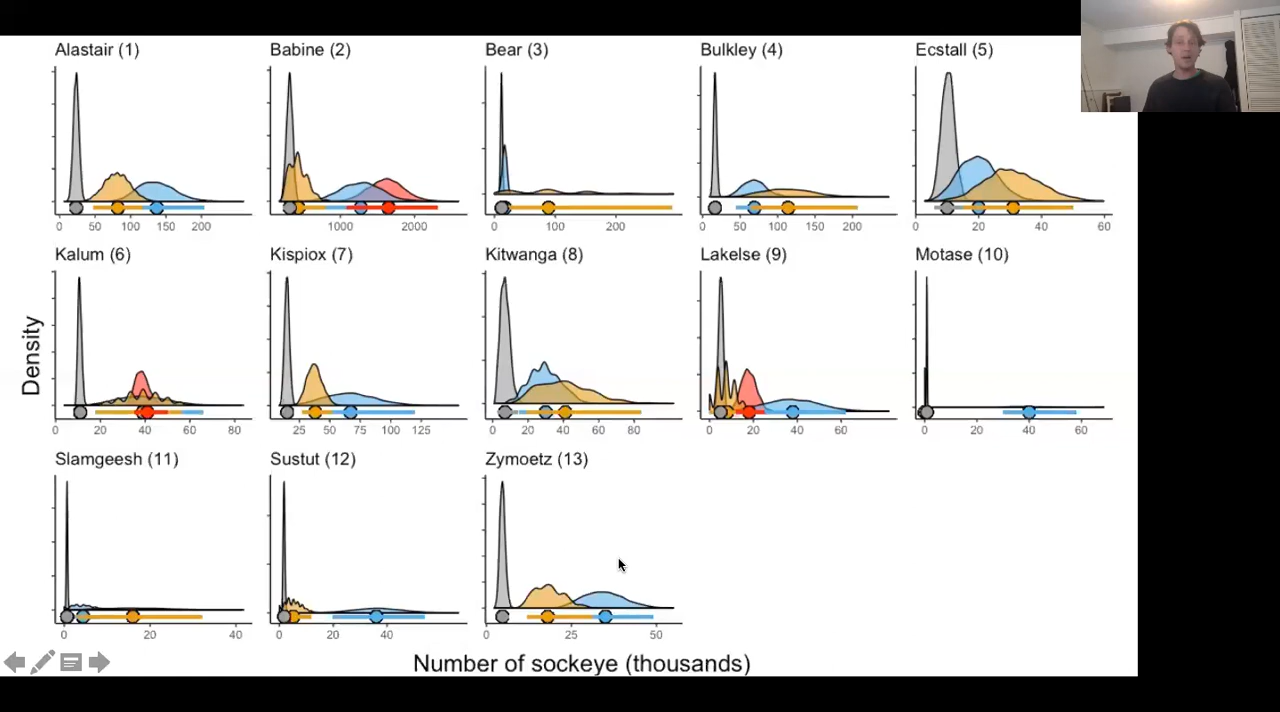 Alastair (1) Babine (2) Bear (3) Bulkley (4) Ecstall (5)
0 50 100 150 200 1000 2000 0 100 200 0 50 100 150 200 0 20 40 60
Kalum (6) Kispiox (7) Kitwanga (8) Lakelse (9) Motase (10)
0 20 40 60 80 25 50 75 100 125 0 20 40 60 80 0 20 40 60 0 20 40 60
Slamgeesh (11) Sustut (12) Zymoetz (13)
0 20 40 0 20 40 0 25 50
Density
Number of sockeye (thousands)